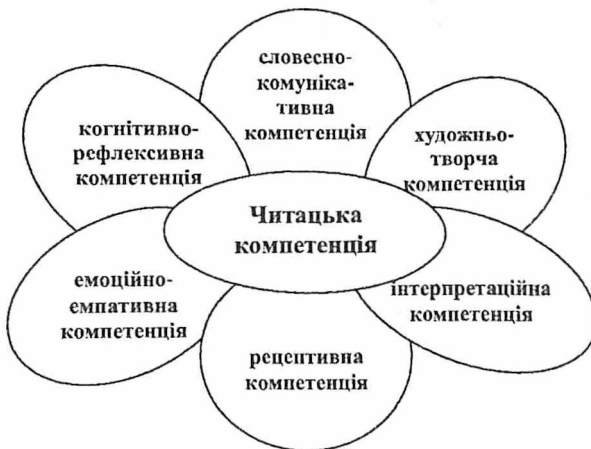 словесно-
комуніка-
тивна
компетенція
когнітивно-
рефлексивна
компетенція
художньо-
творча
компетенція
Читацька
компетенція
емоційно-
емпативна
компетенція
інтерпретаційна
компетенція
рецептивна
компетенція